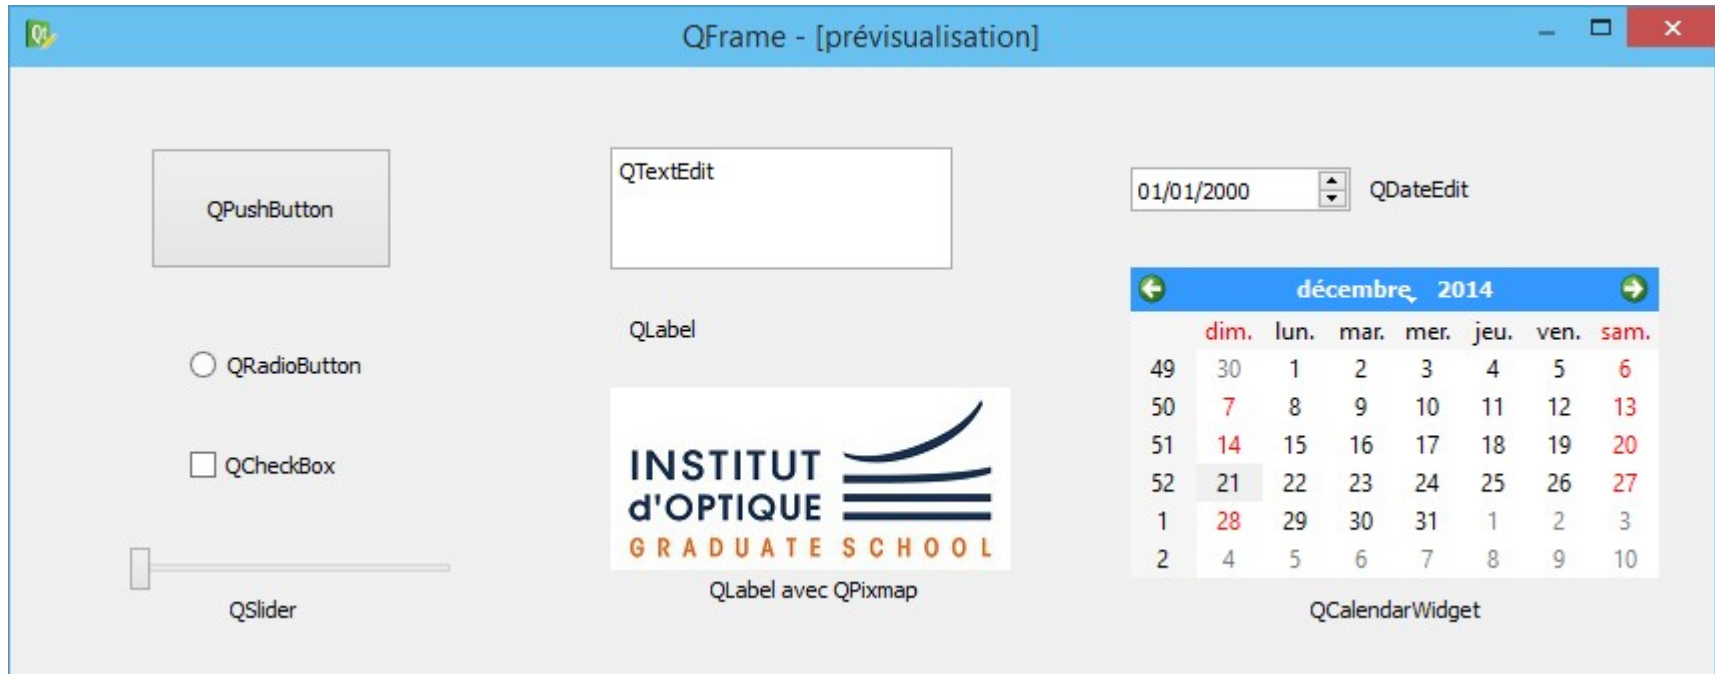 QFrame - [prévisualisation]
QPushButton
QRadioButton
QCheckBox
QSlider
QTextEdit
QLabel
INSTITUT
d'OPTIQUE
GRADUATE SCHOOL
QLabel avec QPixmap
01/01/2000 QDateEdit
décembre 2014
dim. lun. mar. mer. jeu. ven. sam.
49 30 1 2 3 4 5 6
50 7 8 9 10 11 12 13
51 14 15 16 17 18 19 20
52 21 22 23 24 25 26 27
1 28 29 30 31 1 2 3
2 4 5 6 7 8 9 10
QCalendarWidget